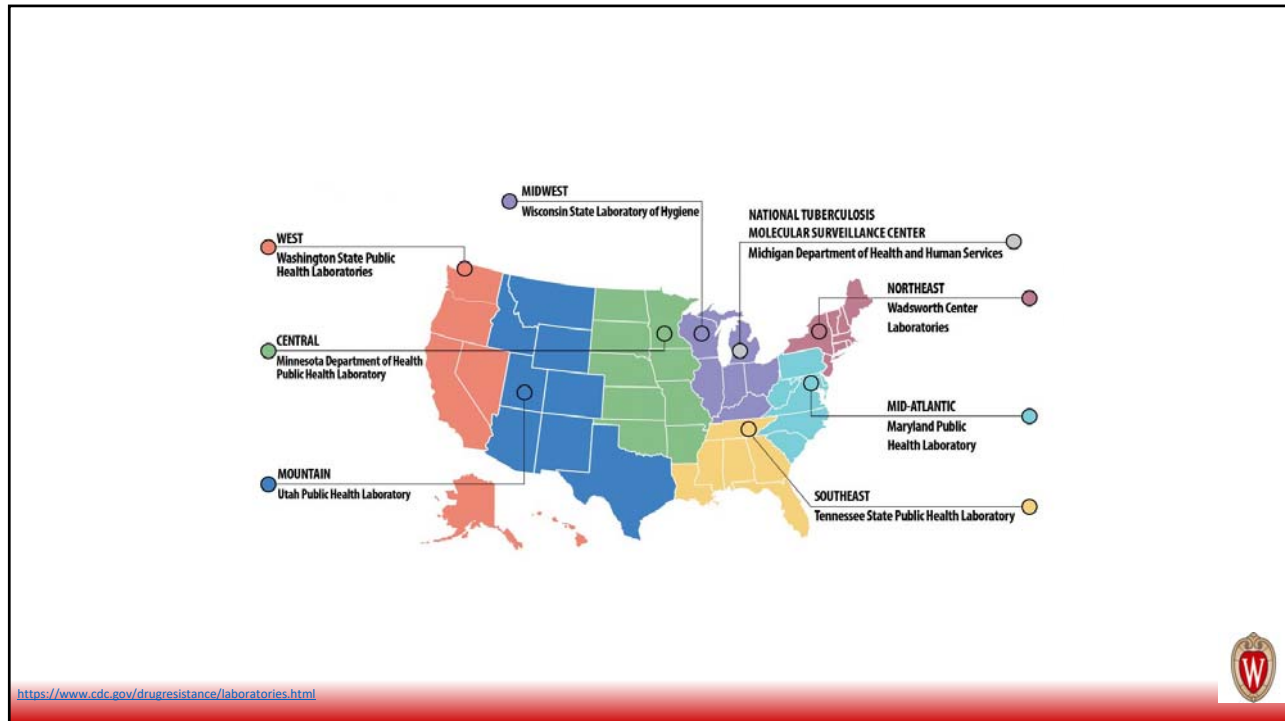 MIDWEST
Wisconsin State Laboratory of Hygiene
NATIONAL TUBERCULOSIS
MOLECULAR SURVEILLANCE CENTER
Michigan Department of Health and Human Services
WEST
Washington State Public
Health Laboratories
NORTHEAST
Wadsworth Center
Laboratories
CENTRAL
Minnesota Department of Health
Public Health Laboratory
MID-ATLANTIC
Maryland Public
Health Laboratory
MOUNTAIN
Utah Public Health Laboratory
SOUTHEAST
Tennessee State Public Health Laboratory
W
https://www.cdc.gov/drugresistance/laboratories.html